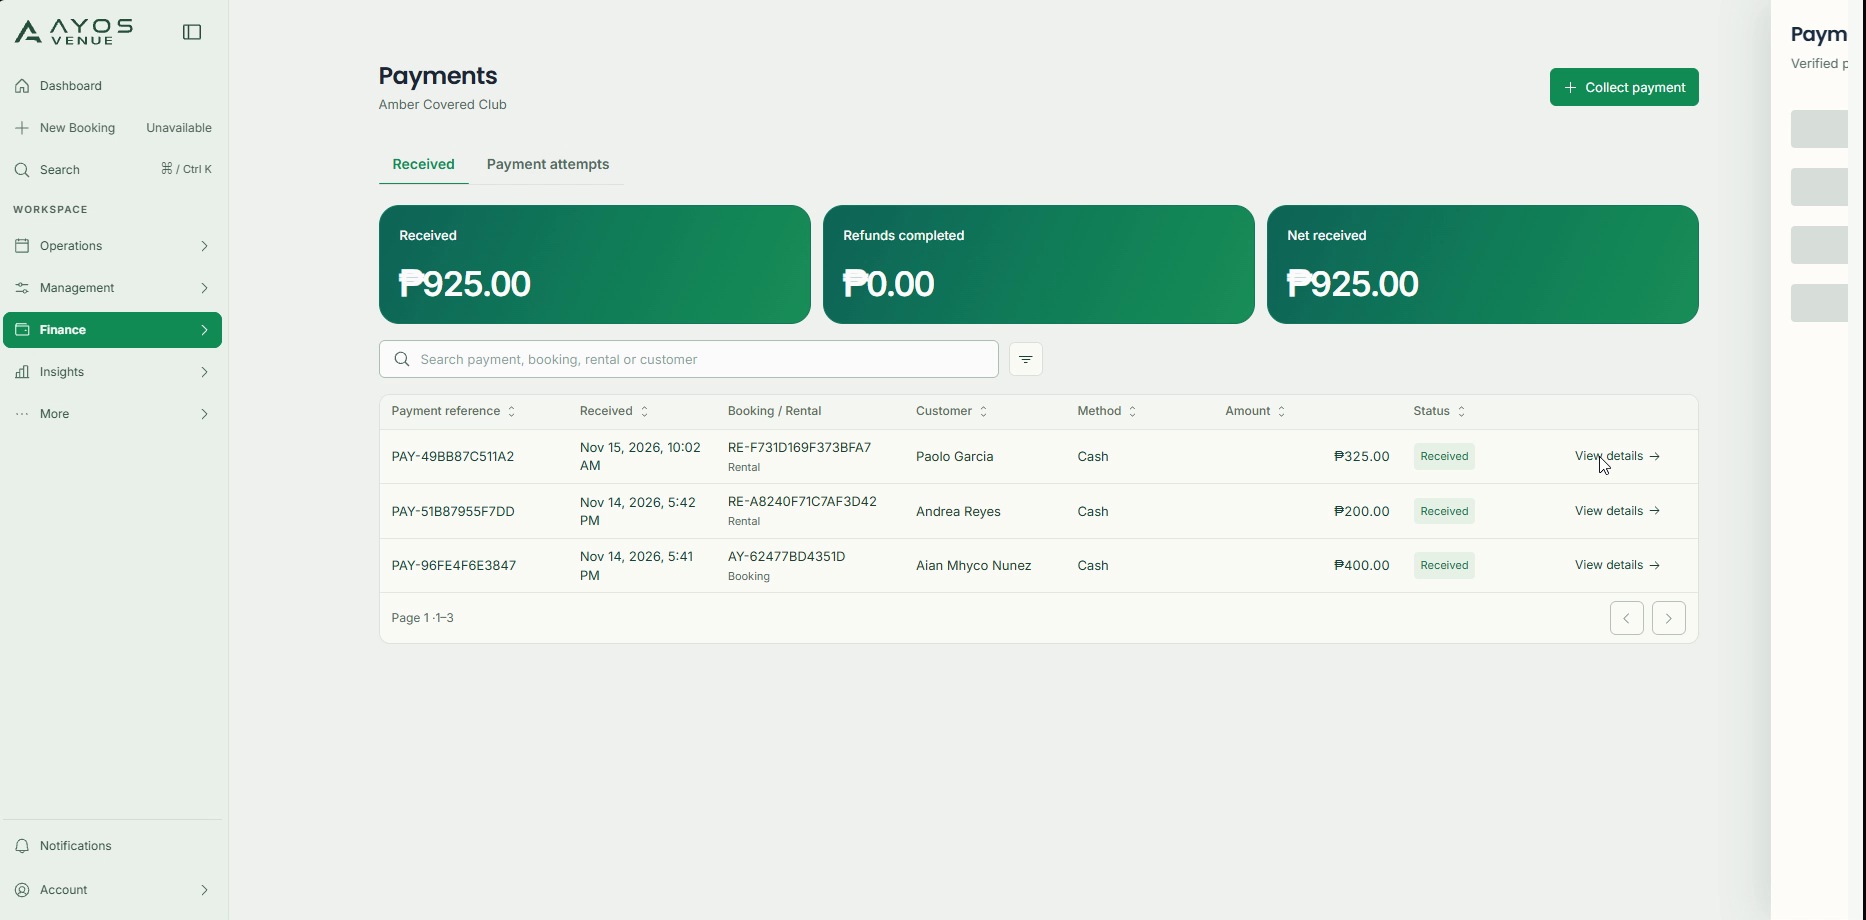 AYOS
VENUE
Dashboard
New Booking Unavailable
Search ⌘ / Ctrl K
WORKSPACE
Operations
Management
Finance
Insights
More
Notifications
Account
Payments
Amber Covered Club
+ Collect payment
Received Payment attempts
Received
₱925.00
Refunds completed
₱0.00
Net received
₱925.00
Search payment, booking, rental or customer
Payment reference Received Booking / Rental Customer Method Amount Status
PAY-49BB87C511A2 Nov 15, 2026, 10:02 AM RE-F731D169F373BFA7 Rental Paolo Garcia Cash ₱325.00 Received View details →
PAY-51B87955F7DD Nov 14, 2026, 5:42 PM RE-A8240F71C7AF3D42 Rental Andrea Reyes Cash ₱200.00 Received View details →
PAY-96FE4F6E3847 Nov 14, 2026, 5:41 PM AY-62477BD4351D Booking Aian Mhyco Nunez Cash ₱400.00 Received View details →
Page 1 ·1–3
Paym
Verified p